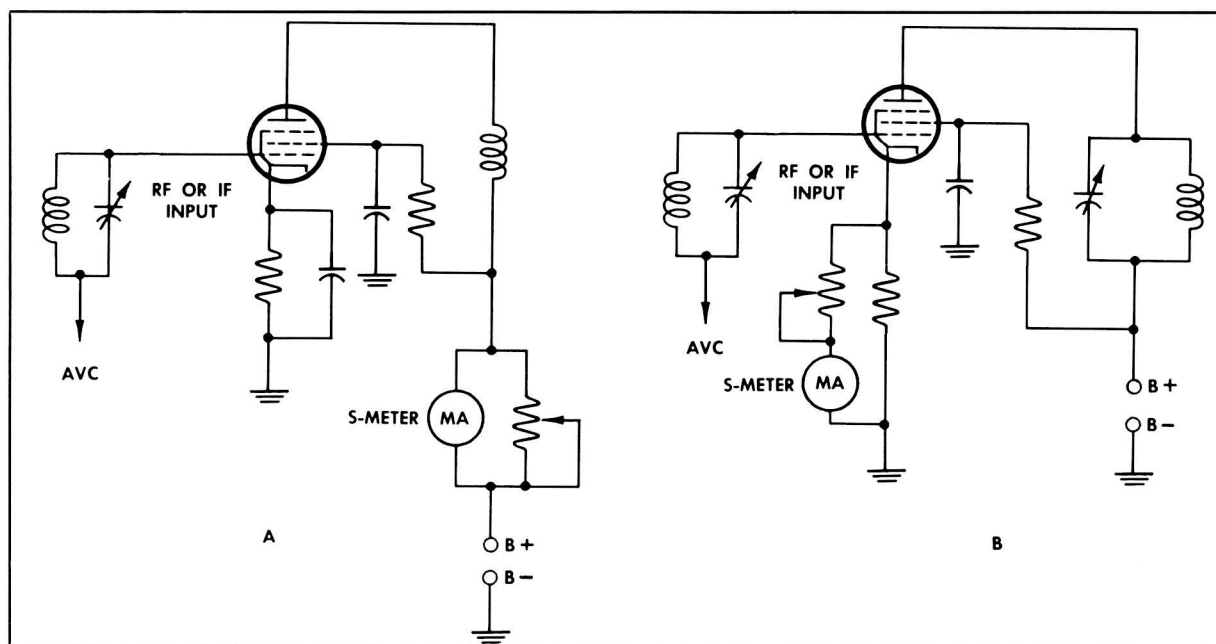 RF OR IF
INPUT
AVC
S-METER
MA
B +
B −
A
RF OR IF
INPUT
AVC
S-METER
MA
B +
B −
B